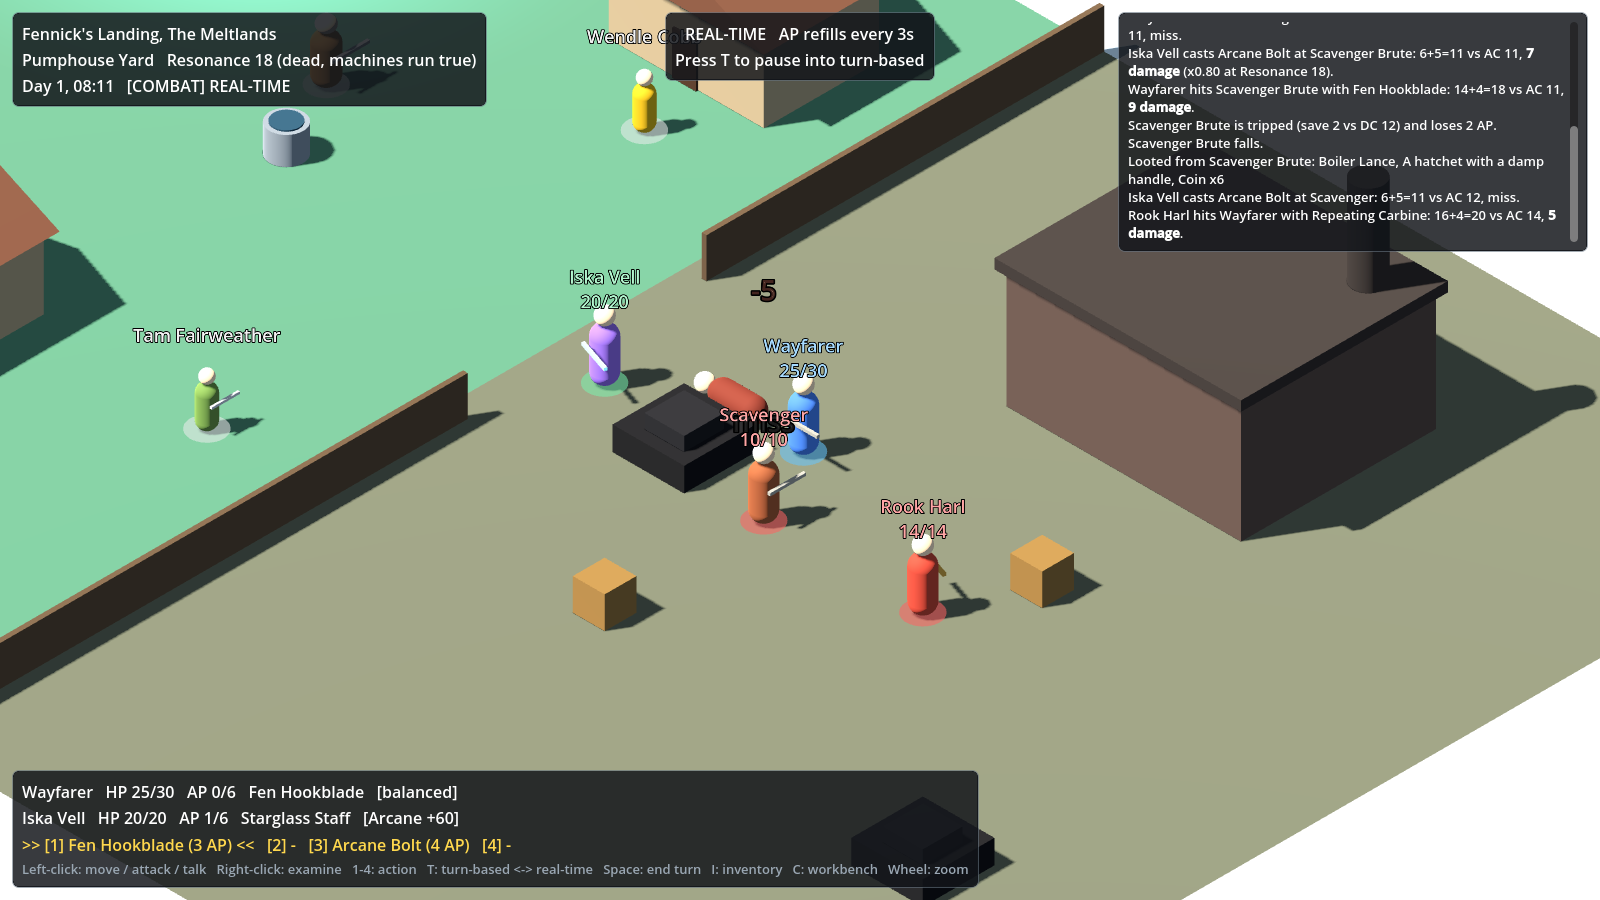 Fennick's Landing, The Meltlands
Pumphouse Yard Resonance 18 (dead, machines run true)
Day 1, 08:11 [COMBAT] REAL-TIME
Wendle
REAL-TIME AP refills every 3s
Press T to pause into turn-based
11, miss.
Iska Vell casts Arcane Bolt at Scavenger Brute: 6+5=11 vs AC 11, 7
damage (x0.80 at Resonance 18).
Wayfarer hits Scavenger Brute with Fen Hookblade: 14+4=18 vs AC 11,
9 damage.
Scavenger Brute is tripped (save 2 vs DC 12) and loses 2 AP.
Scavenger Brute falls.
Looted from Scavenger Brute: Boiler Lance, A hatchet with a damp
handle, Coin x6
Iska Vell casts Arcane Bolt at Scavenger: 6+5=11 vs AC 12, miss.
Rook Harl hits Wayfarer with Repeating Carbine: 16+4=20 vs AC 14, 5
damage.
Iska Vell
20/20
-5
Tam Fairweather
Wayfarer
25/30
Scavenger
10/10
Rook Harl
14/14
Wayfarer HP 25/30 AP 0/6 Fen Hookblade [balanced]
Iska Vell HP 20/20 AP 1/6 Starglass Staff [Arcane +60]
>> [1] Fen Hookblade (3 AP) << [2] - [3] Arcane Bolt (4 AP) [4] -
Left-click: move / attack / talk Right-click: examine 1-4: action T: turn-based <-> real-time Space: end turn I: inventory C: workbench Wheel: zoom